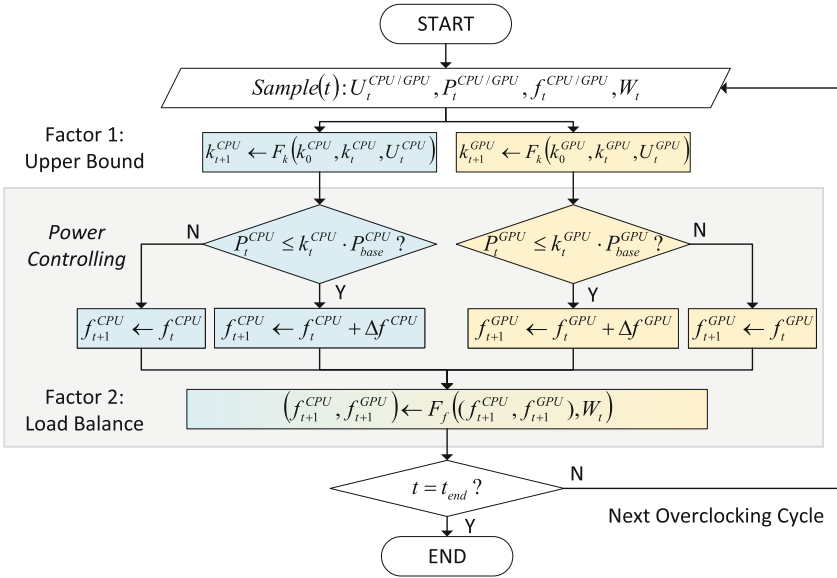 START
Sample(t): U_t^{CPU/GPU}, P_t^{CPU/GPU}, f_t^{CPU/GPU}, W_t
Factor 1:
Upper Bound
k_{t+1}^{CPU} ← F_k(k_0^{CPU}, k_t^{CPU}, U_t^{CPU})
k_{t+1}^{GPU} ← F_k(k_0^{GPU}, k_t^{GPU}, U_t^{GPU})
Power
Controlling
N
P_t^{CPU} ≤ k_t^{CPU} · P_{base}^{CPU} ?
P_t^{GPU} ≤ k_t^{GPU} · P_{base}^{GPU} ?
N
Y
Y
f_{t+1}^{CPU} ← f_t^{CPU}
f_{t+1}^{CPU} ← f_t^{CPU} + Δf^{CPU}
f_{t+1}^{GPU} ← f_t^{GPU} + Δf^{GPU}
f_{t+1}^{GPU} ← f_t^{GPU}
Factor 2:
Load Balance
(f_{t+1}^{CPU}, f_{t+1}^{GPU}) ← F_f((f_{t+1}^{CPU}, f_{t+1}^{GPU}), W_t)
t = t_{end} ?
N
Next Overclocking Cycle
Y
END